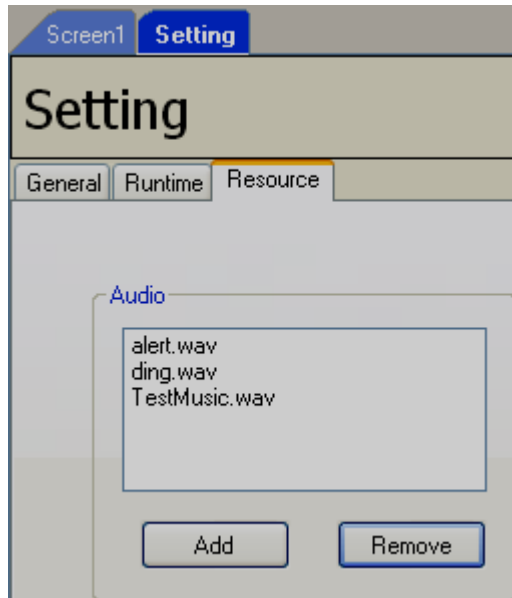 Screen1 Setting
Setting
General Runtime Resource
Audio
alert.wav
ding.wav
TestMusic.wav
Add Remove